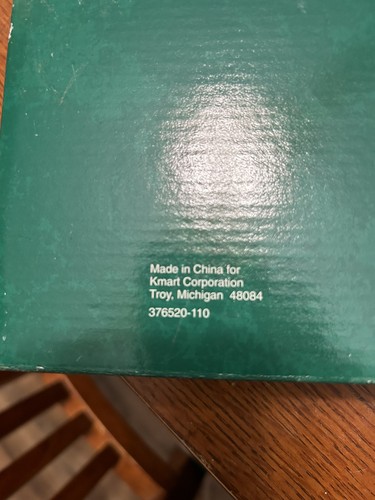 Made in China for
Kmart Corporation
Troy, Michigan 48084
376520-110